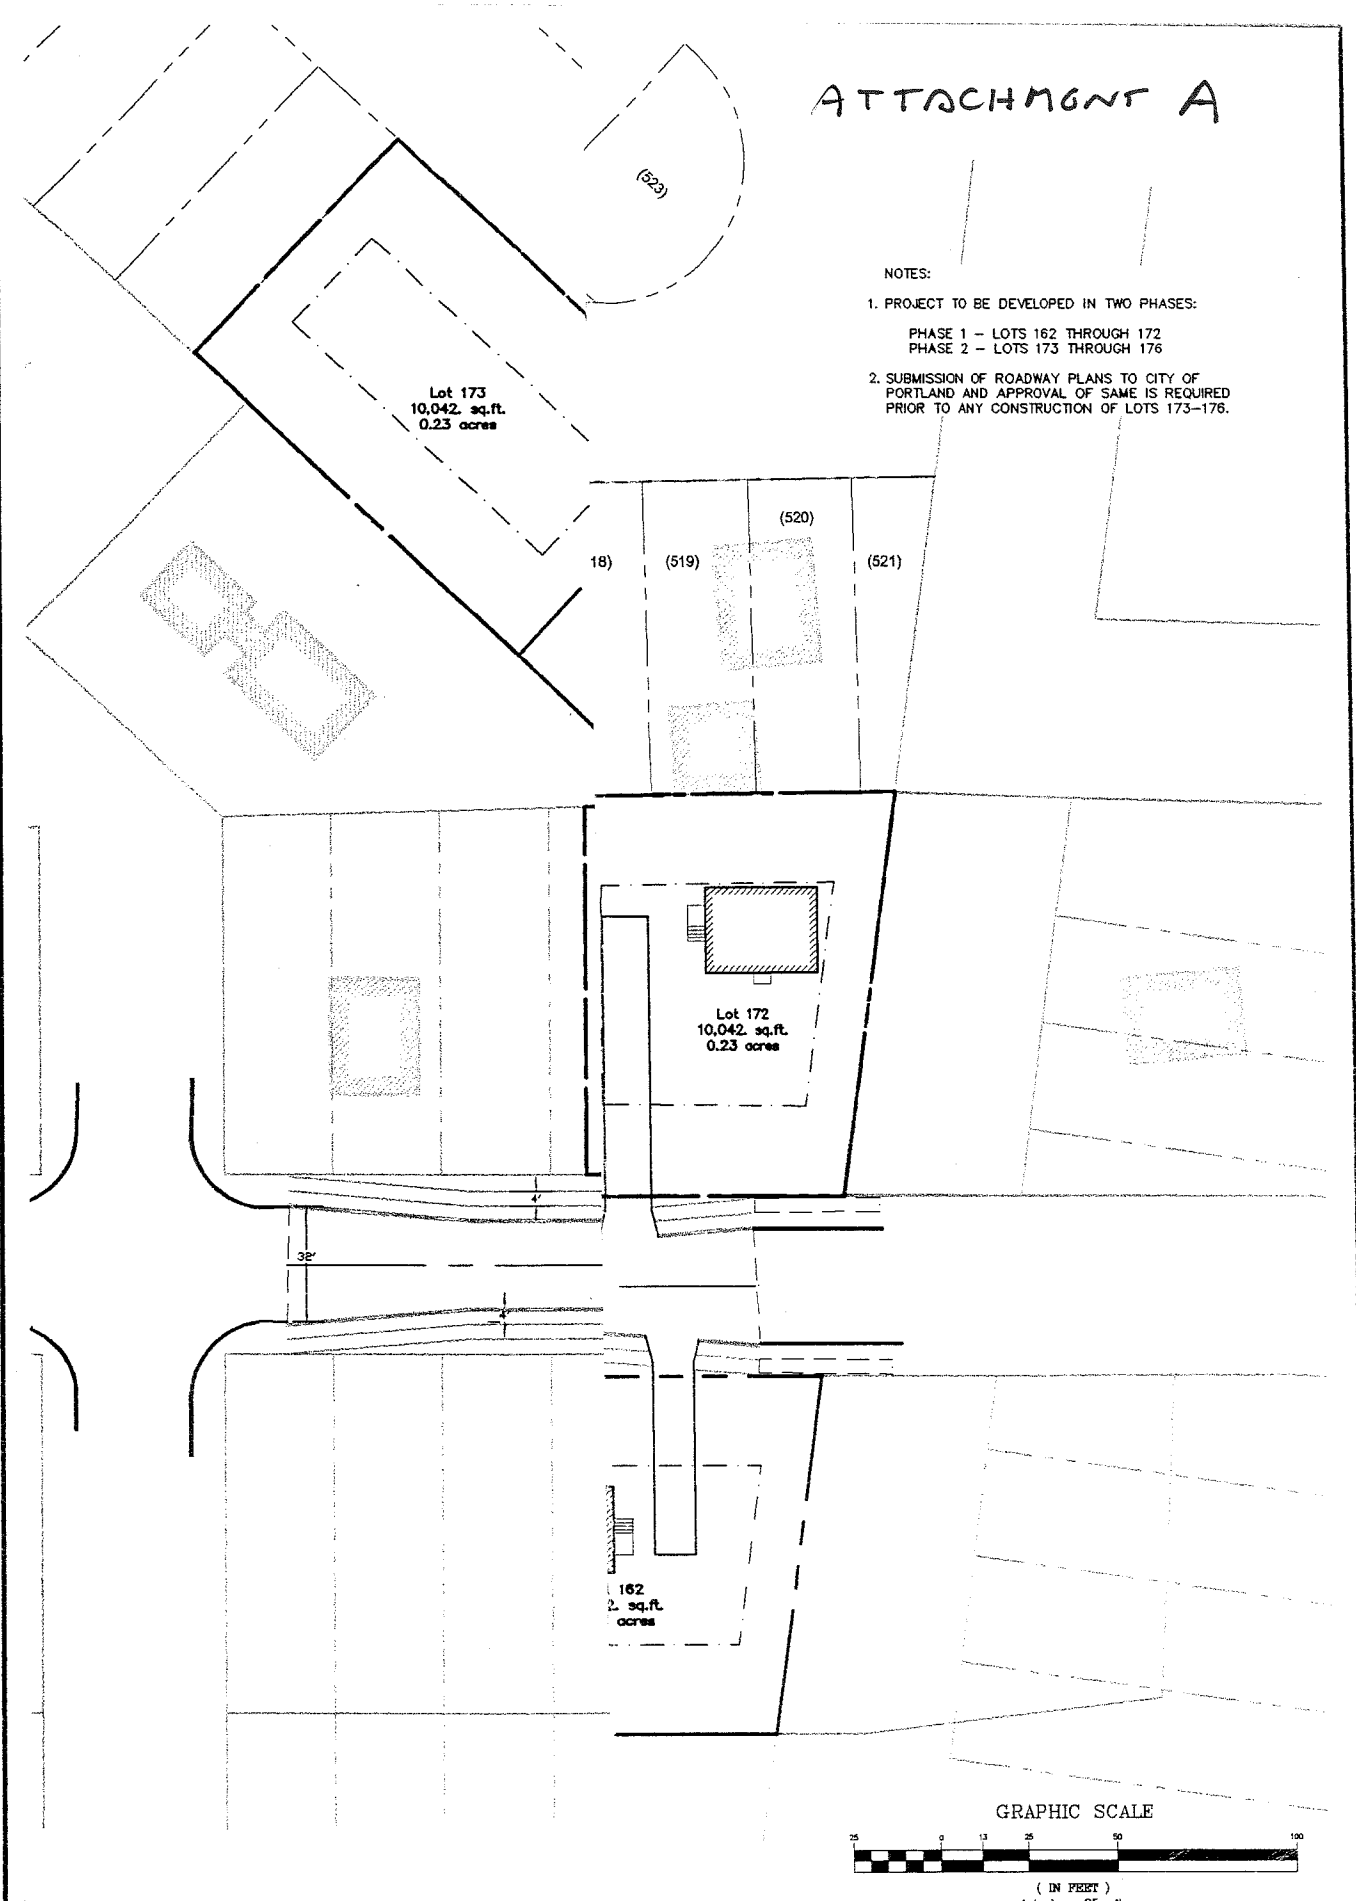 ATTACHMENT A
(523)
NOTES:
1. PROJECT TO BE DEVELOPED IN TWO PHASES:
PHASE 1 – LOTS 162 THROUGH 172
PHASE 2 – LOTS 173 THROUGH 176
2. SUBMISSION OF ROADWAY PLANS TO CITY OF
PORTLAND AND APPROVAL OF SAME IS REQUIRED
PRIOR TO ANY CONSTRUCTION OF LOTS 173–176.
Lot 173
10,042. sq.ft.
0.23 acres
18)
(519)
(520)
(521)
Lot 172
10,042. sq.ft.
0.23 acres
4'
32'
162
2. sq.ft.
acres
GRAPHIC SCALE
25 0 13 25 50 100
( IN FEET )